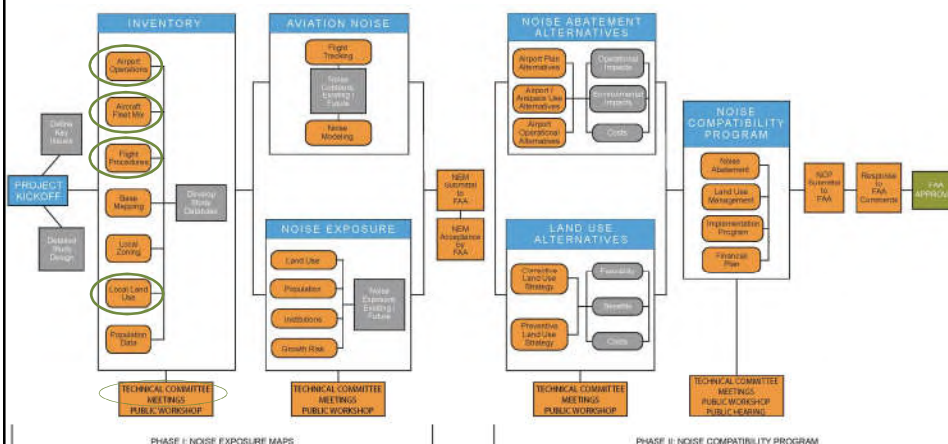 INVENTORY
AVIATION NOISE
NOISE ABATEMENT
ALTERNATIVES
Airport
Operations
Aircraft
Fleet Mix
Flight
Procedures
Base
Mapping
Local
Zoning
Local Land
Use
Population
Data
Define
Key
Issues
PROJECT
KICKOFF
Detailed
Study
Design
Develop
Noise
Database
TECHNICAL COMMITTEE
MEETINGS
PUBLIC WORKSHOP
Flight
Tracking
Noise
Contours,
Existing /
Future
Noise
Modeling
NOISE EXPOSURE
Land Use
Population
Institutions
Growth Risk
Noise
Exposure
Existing /
Future
TECHNICAL COMMITTEE
MEETINGS
PUBLIC WORKSHOP
NEM
Submittal
to
FAA
NEM
Acceptance
by
FAA
Airport Plan
Alternatives
Airport /
Airspace Use
Alternatives
Airport
Operational
Alternatives
Operational
Impacts
Environmental
Impacts
Costs
LAND USE
ALTERNATIVES
Corrective
Land Use
Strategy
Preventive
Land Use
Strategy
Feasibility
Benefits
Costs
TECHNICAL COMMITTEE
MEETINGS
PUBLIC WORKSHOP
NOISE
COMPATIBILITY
PROGRAM
Noise
Abatement
Land Use
Management
Implementation
Program
Financial
Plan
TECHNICAL COMMITTEE
MEETINGS
PUBLIC WORKSHOP
PUBLIC HEARING
NCP
Submittal
to
FAA
Response
to
FAA
Comments
FAA
APPROV
PHASE I: NOISE EXPOSURE MAPS
PHASE II: NOISE COMPATIBILITY PROGRAM